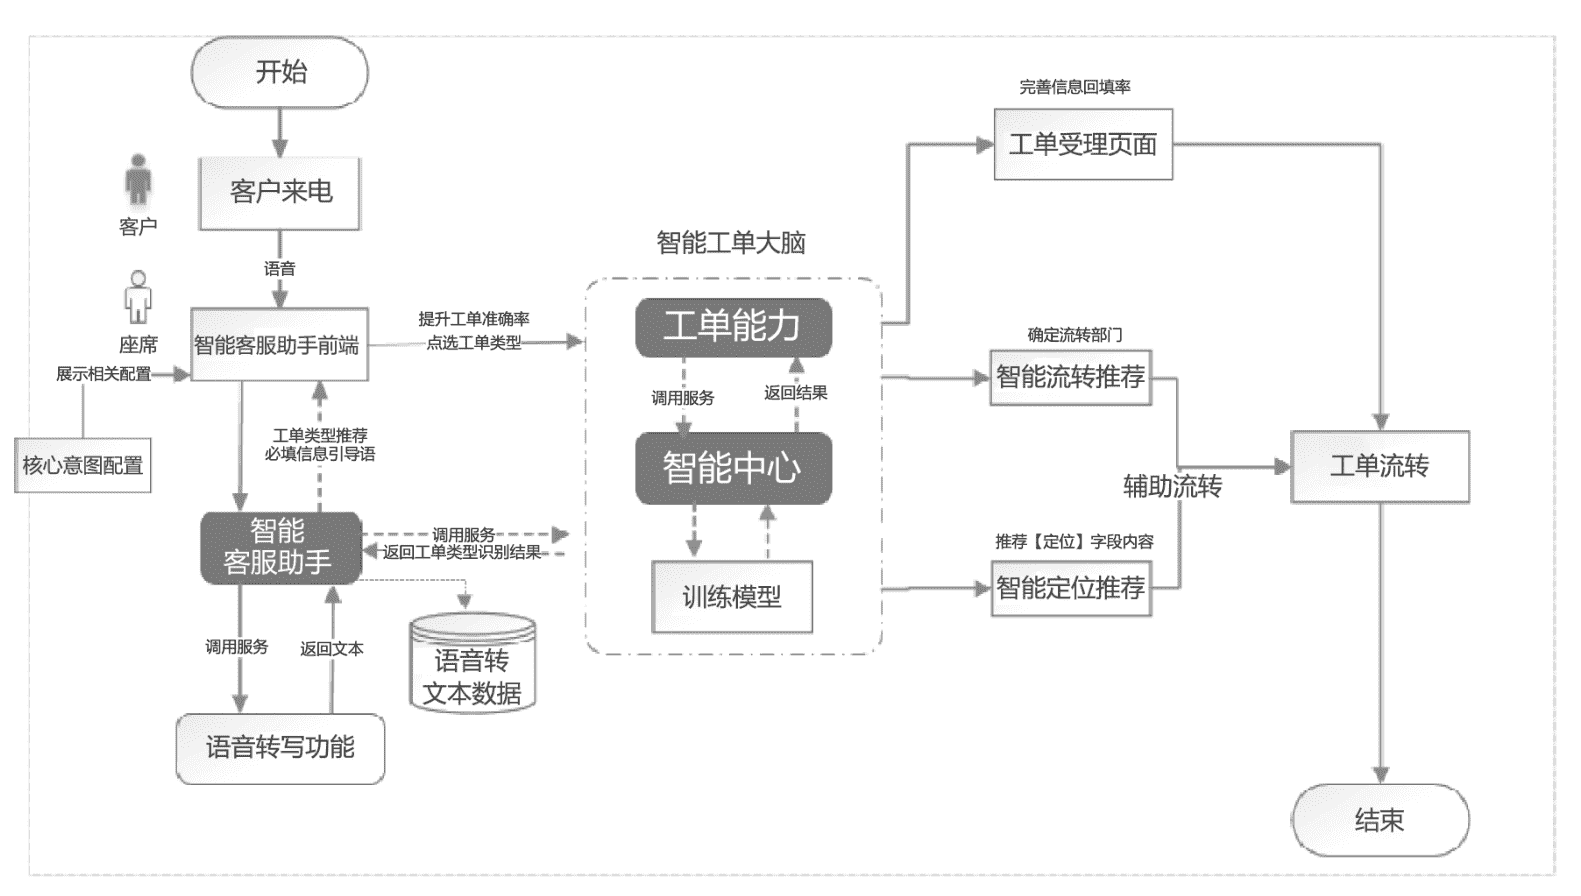 开始
客户来电
客户
语音
座席
智能客服助手前端
展示相关配置
核心意图配置
提升工单准确率
点选工单类型
工单类型推荐
必填信息引导语
智能
客服助手
调用服务
返回工单类型识别结果
调用服务
返回文本
语音转
文本数据
语音转写功能
智能工单大脑
工单能力
调用服务
返回结果
智能中心
训练模型
完善信息回填率
工单受理页面
确定流转部门
智能流转推荐
辅助流转
推荐【定位】字段内容
智能定位推荐
工单流转
结束